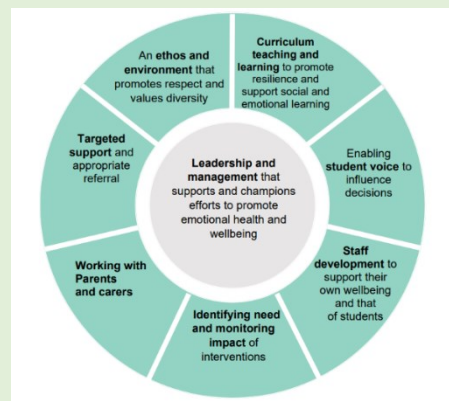 An ethos and
environment that
promotes respect and
values diversity
Curriculum
teaching and
learning to promote
resilience and
support social and
emotional learning
Enabling
student voice to
influence
decisions
Staff
development to
support their
own wellbeing
and that
of students
Identifying need
and monitoring
impact of
interventions
Working with
Parents
and carers
Targeted
support and
appropriate
referral
Leadership and
management that
supports and champions
efforts to promote
emotional health and
wellbeing